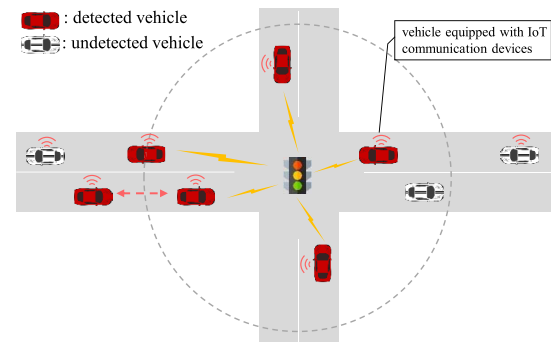 : detected vehicle
: undetected vehicle
vehicle equipped with IoT
communication devices